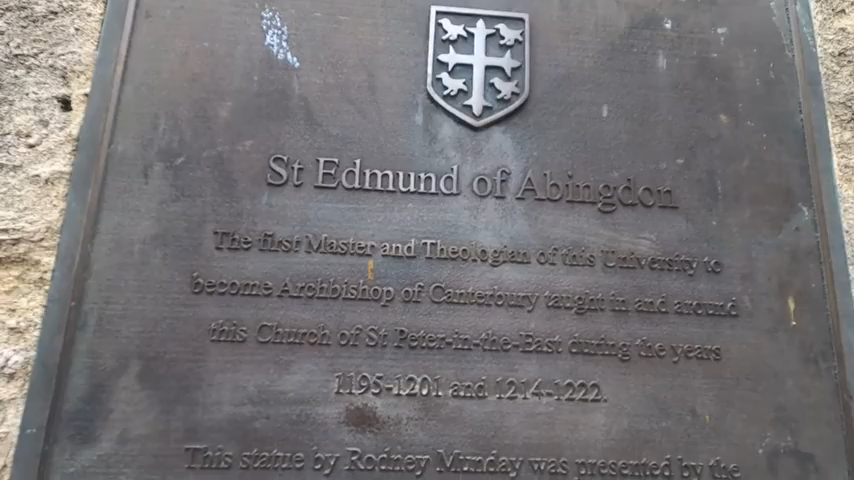 St Edmund of Abingdon
The first Master and Theologian of this University to
become Archbishop of Canterbury taught in and around
this Church of St Peter-in-the-East during the years
1195-1201 and 1214-1222.
This statue by Rodney Munday was presented by the